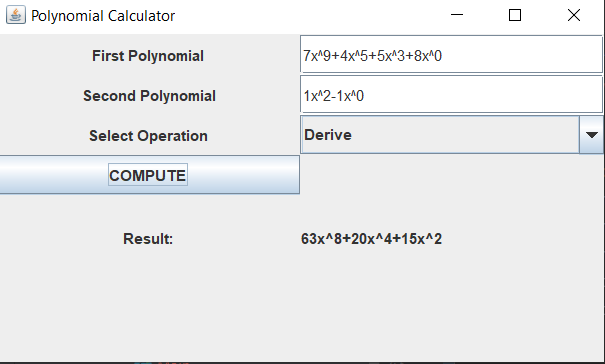 Polynomial Calculator
First Polynomial 7x^9+4x^5+5x^3+8x^0
Second Polynomial 1x^2-1x^0
Select Operation Derive
COMPUTE
Result: 63x^8+20x^4+15x^2